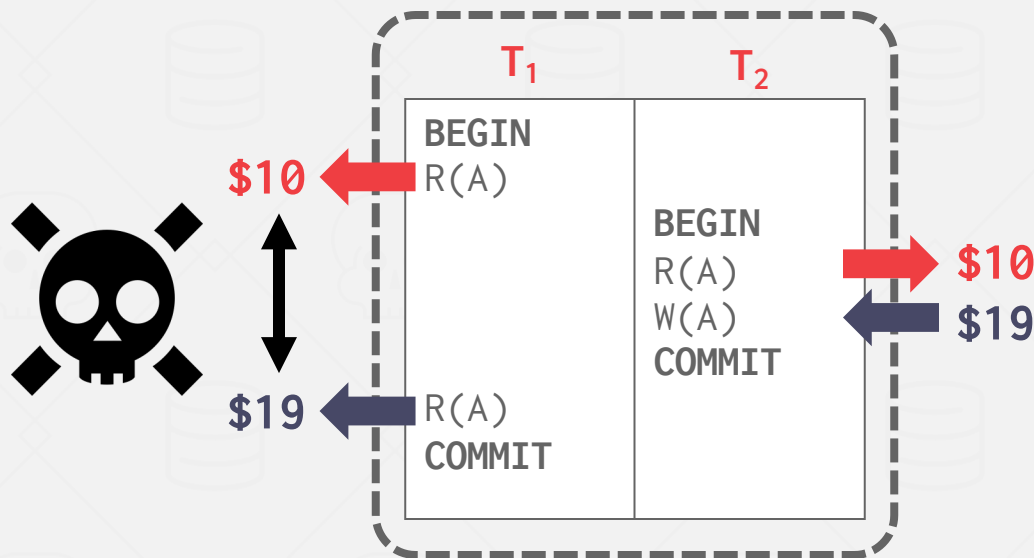 T₁ T₂
BEGIN
$10 R(A)
BEGIN
R(A) $10
W(A) $19
COMMIT
$19 R(A)
COMMIT